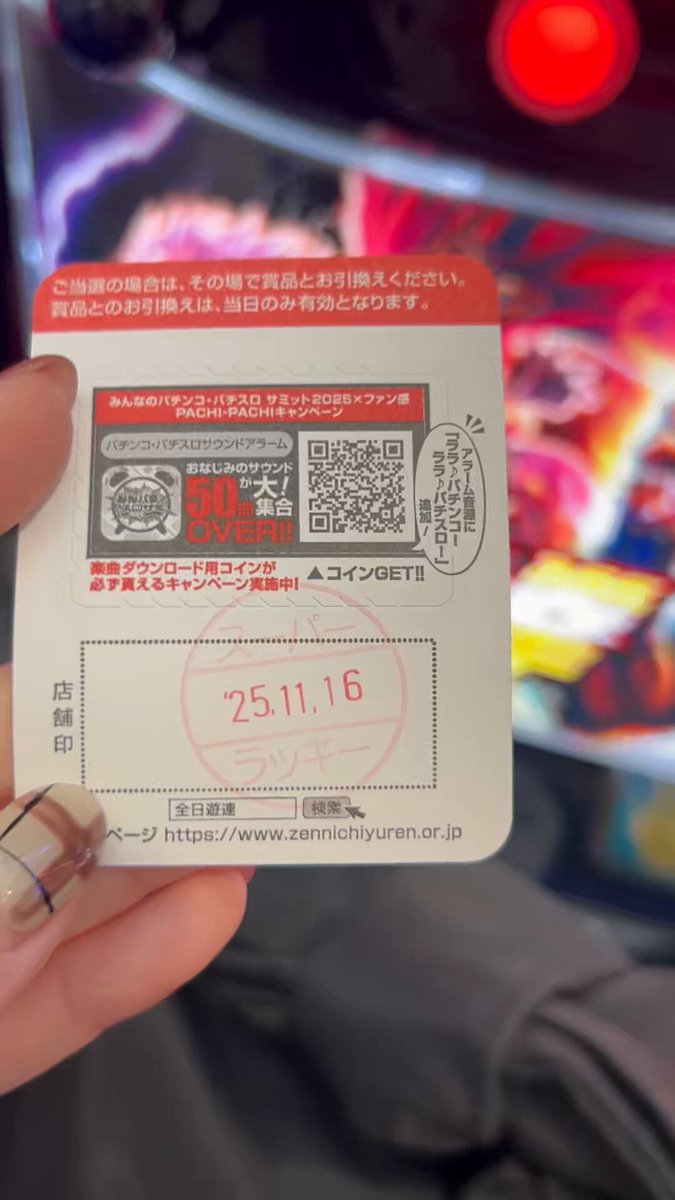 ご当選の場合は、その場で賞品とお引換えください。
賞品とのお引換えは、当日のみ有効となります。
みんなのパチンコ・パチスロ サミット2025×ファン感
PACHI-PACHIキャンペーン
パチンコ・パチスロサウンドアラーム
おなじみのサウンド
50曲が大!集合
OVER!!
アラーム音源に
「ララ♪パチンコー
ララ♪パチスロー」
追加!
楽曲ダウンロード用コインが
必ず貰えるキャンペーン実施中!
▲コインGET!!
店舗印
スーパー
'25.11.16
ラッキー
全日遊連 検索
ページ https://www.zennichiyuren.or.jp